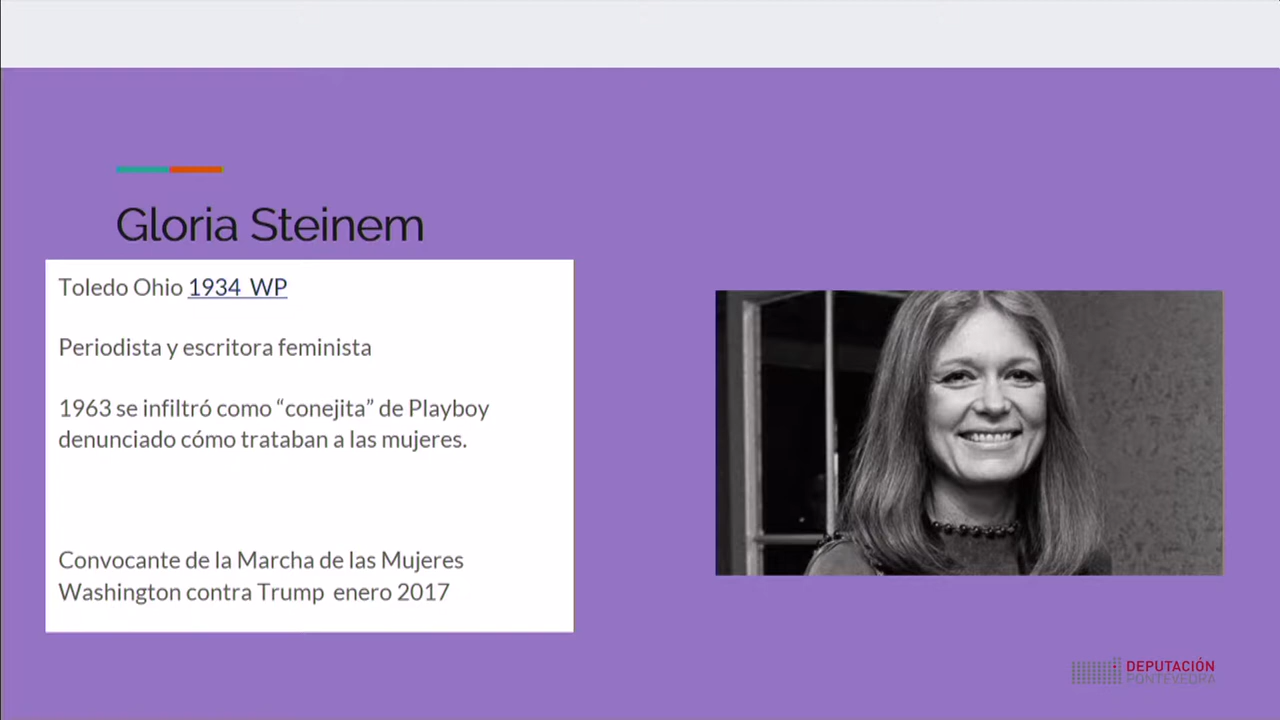 Gloria Steinem
Toledo Ohio 1934 WP
Periodista y escritora feminista
1963 se infiltró como “conejita” de Playboy
denunciado cómo trataban a las mujeres.
Convocante de la Marcha de las Mujeres
Washington contra Trump enero 2017
DEPUTACIÓN
PONTEVEDRA